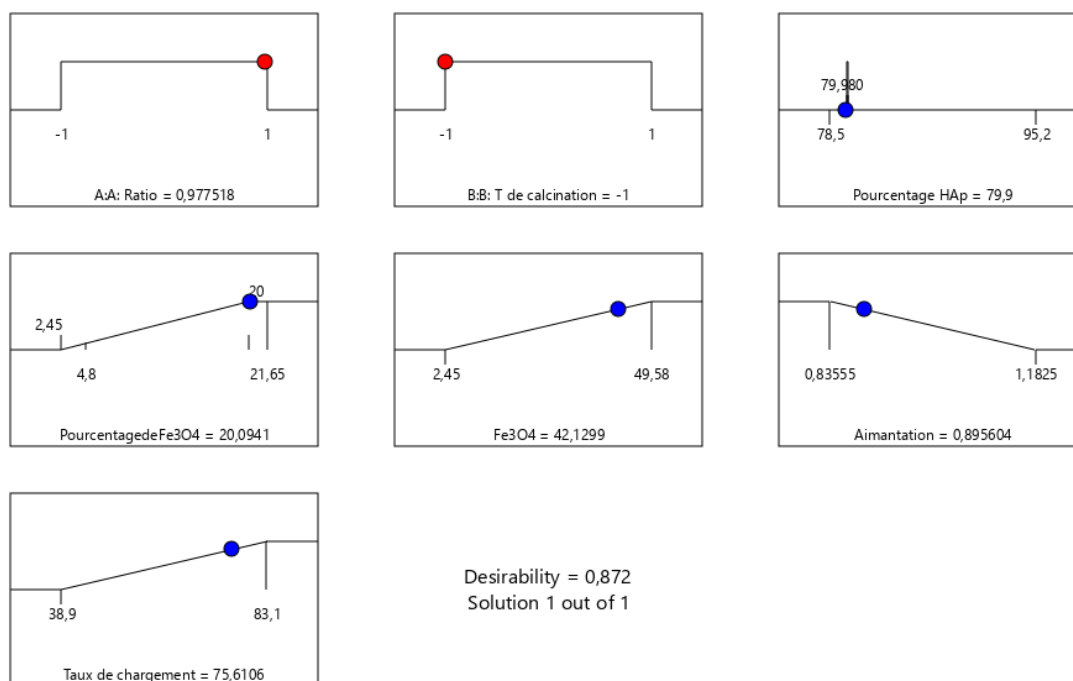 -1
1
A:A: Ratio = 0,977518
-1
1
B:B: T de calcination = -1
78,5
95,2
Pourcentage HAp = 79,9
2,45
20
4,8
21,65
PourcentagedeFe3O4 = 20,0941
2,45
49,58
Fe3O4 = 42,1299
0,83555
1,1825
Aimantation = 0,895604
38,9
83,1
Taux de chargement = 75,6106
Desirability = 0,872
Solution 1 out of 1